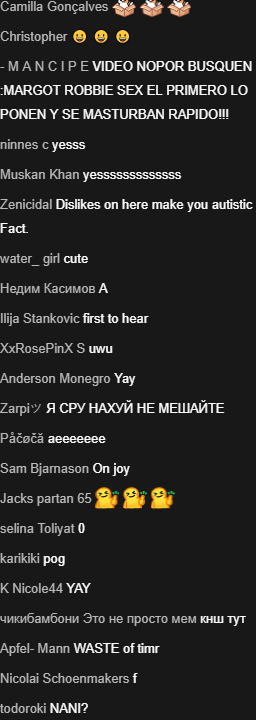 Camilla Gonçalves
Christopher 😀 😀 😀
- M A N C I P E VIDEO NOPOR BUSQUEN
:MARGOT ROBBIE SEX EL PRIMERO LO
PONEN Y SE MASTURBAN RAPIDO!!!
ninnes c yesss
Muskan Khan yesssssssssssss
Zenicidal Dislikes on here make you autistic
Fact.
water_ girl cute
Недим Касимов А
Ilija Stankovic first to hear
XxRosePinX S uwu
Anderson Monegro Yay
Zarpiツ Я СРУ НАХУЙ НЕ МЕШАЙТЕ
Påčøčă aeeeeeee
Sam Bjarnason On joy
Jacks partan 65
selina Toliyat 0
karikiki pog
K Nicole44 YAY
чикибамбони Это не просто мем кнш тут
Apfel- Mann WASTE of timr
Nicolai Schoenmakers f
todoroki NANI?